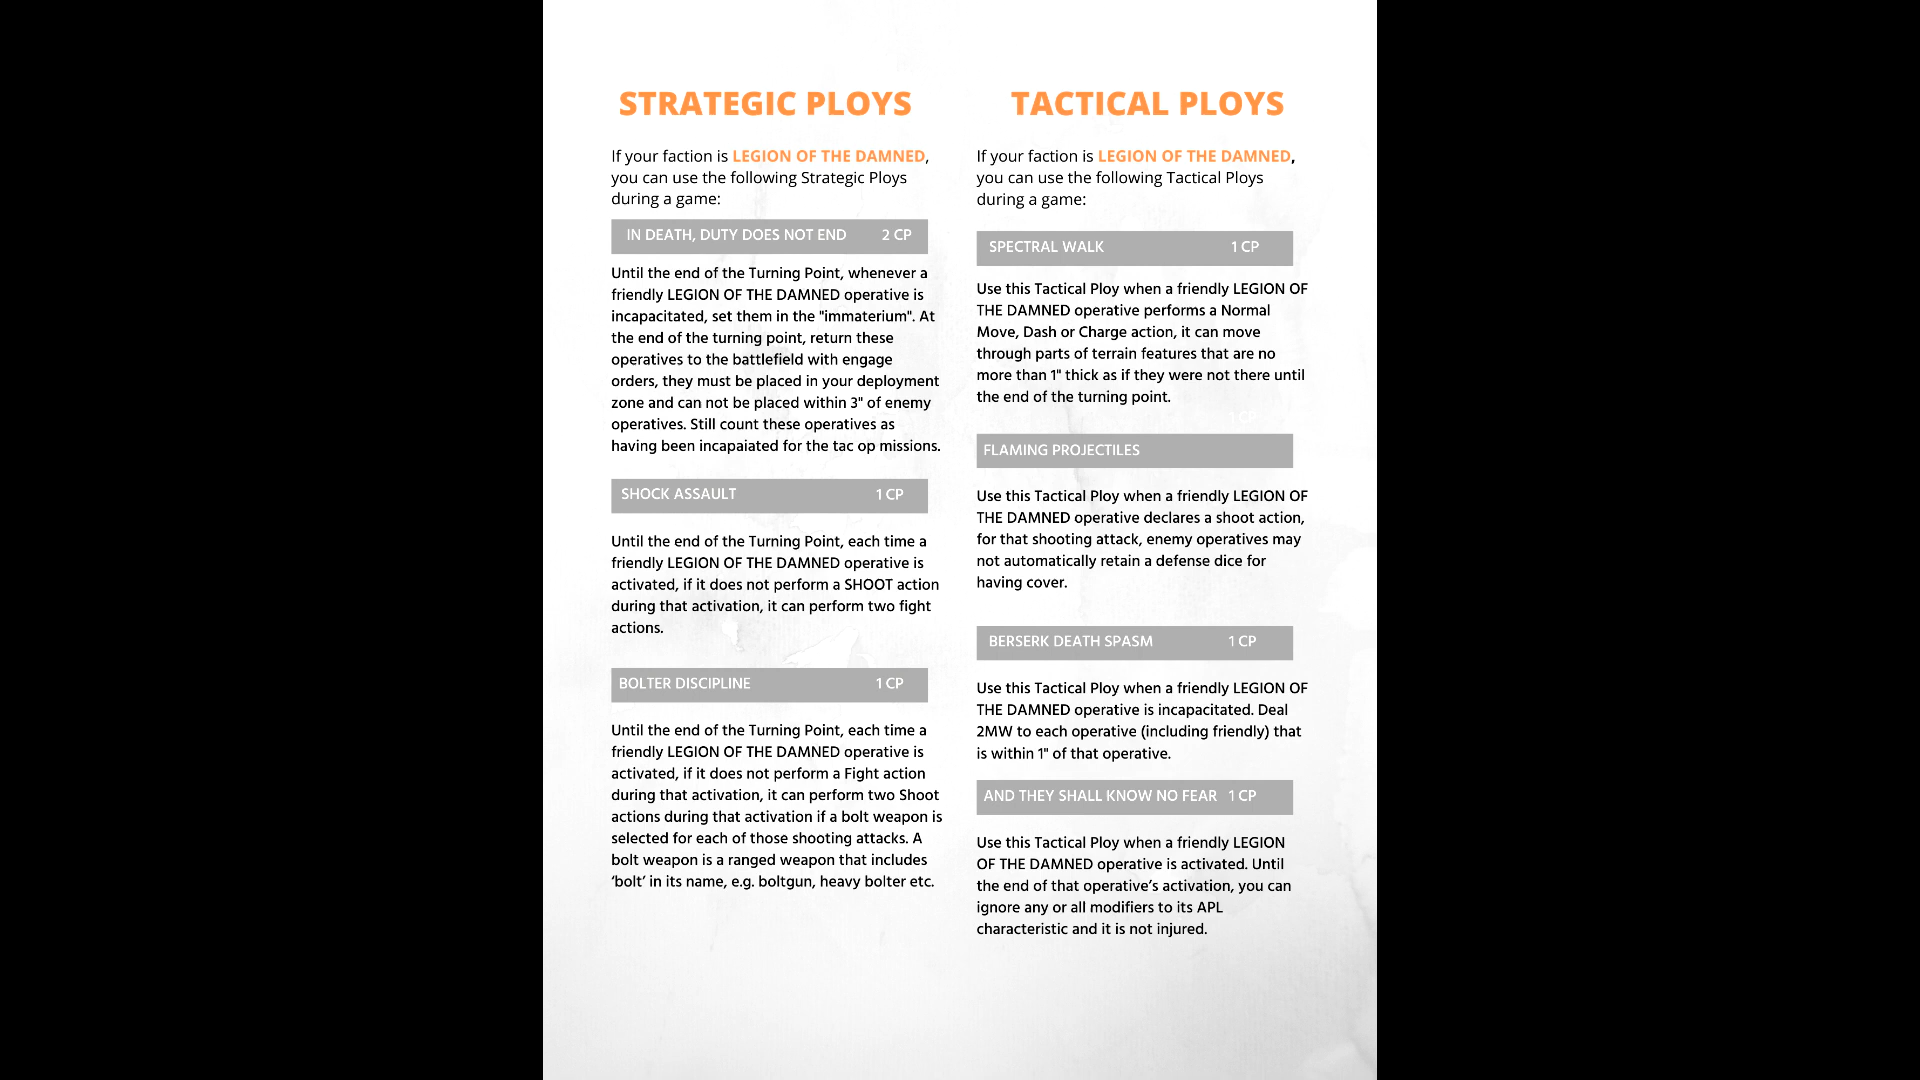 STRATEGIC PLOYS
If your faction is LEGION OF THE DAMNED,
you can use the following Strategic Ploys
during a game:
IN DEATH, DUTY DOES NOT END 2 CP
Until the end of the Turning Point, whenever a
friendly LEGION OF THE DAMNED operative is
incapacitated, set them in the "immaterium". At
the end of the turning point, return these
operatives to the battlefield with engage
orders, they must be placed in your deployment
zone and can not be placed within 3" of enemy
operatives. Still count these operatives as
having been incapaiated for the tac op missions.
SHOCK ASSAULT 1 CP
Until the end of the Turning Point, each time a
friendly LEGION OF THE DAMNED operative is
activated, if it does not perform a SHOOT action
during that activation, it can perform two fight
actions.
BOLTER DISCIPLINE 1 CP
Until the end of the Turning Point, each time a
friendly LEGION OF THE DAMNED operative is
activated, if it does not perform a Fight action
during that activation, it can perform two Shoot
actions during that activation if a bolt weapon is
selected for each of those shooting attacks. A
bolt weapon is a ranged weapon that includes
‘bolt’ in its name, e.g. boltgun, heavy bolter etc.
TACTICAL PLOYS
If your faction is LEGION OF THE DAMNED,
you can use the following Tactical Ploys
during a game:
SPECTRAL WALK 1 CP
Use this Tactical Ploy when a friendly LEGION OF
THE DAMNED operative performs a Normal
Move, Dash or Charge action, it can move
through parts of terrain features that are no
more than 1" thick as if they were not there until
the end of the turning point.
1 CP
FLAMING PROJECTILES
Use this Tactical Ploy when a friendly LEGION OF
THE DAMNED operative declares a shoot action,
for that shooting attack, enemy operatives may
not automatically retain a defense dice for
having cover.
BERSERK DEATH SPASM 1 CP
Use this Tactical Ploy when a friendly LEGION OF
THE DAMNED operative is incapacitated. Deal
2MW to each operative (including friendly) that
is within 1" of that operative.
AND THEY SHALL KNOW NO FEAR 1 CP
Use this Tactical Ploy when a friendly LEGION
OF THE DAMNED operative is activated. Until
the end of that operative’s activation, you can
ignore any or all modifiers to its APL
characteristic and it is not injured.